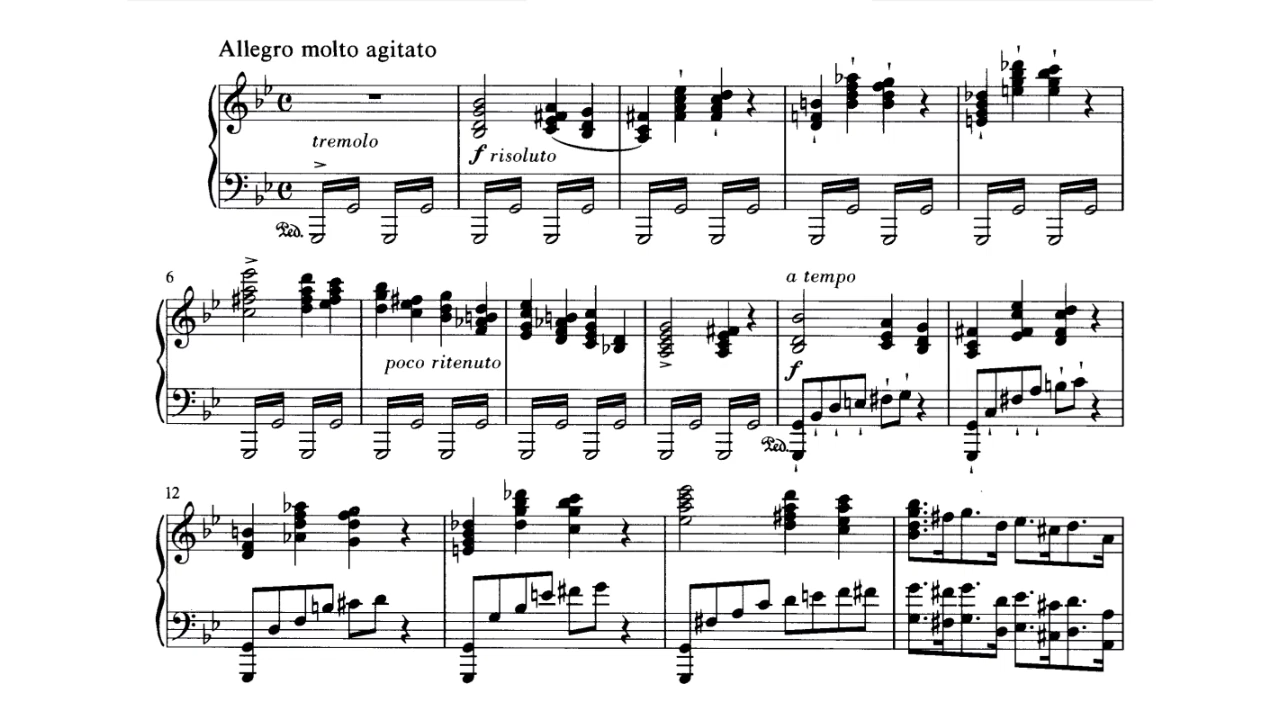 Allegro molto agitato
tremolo
f risoluto
Ped.
6
poco ritenuto
a tempo
f
Ped.
12